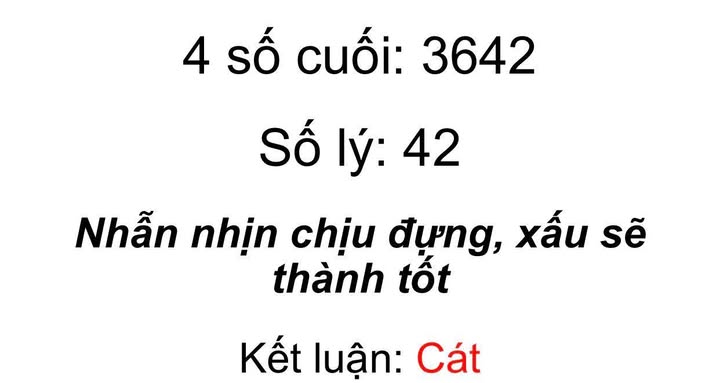 4 số cuối: 3642
Số lý: 42
Nhẫn nhịn chịu đựng, xấu sẽ
thành tốt
Kết luận: Cát